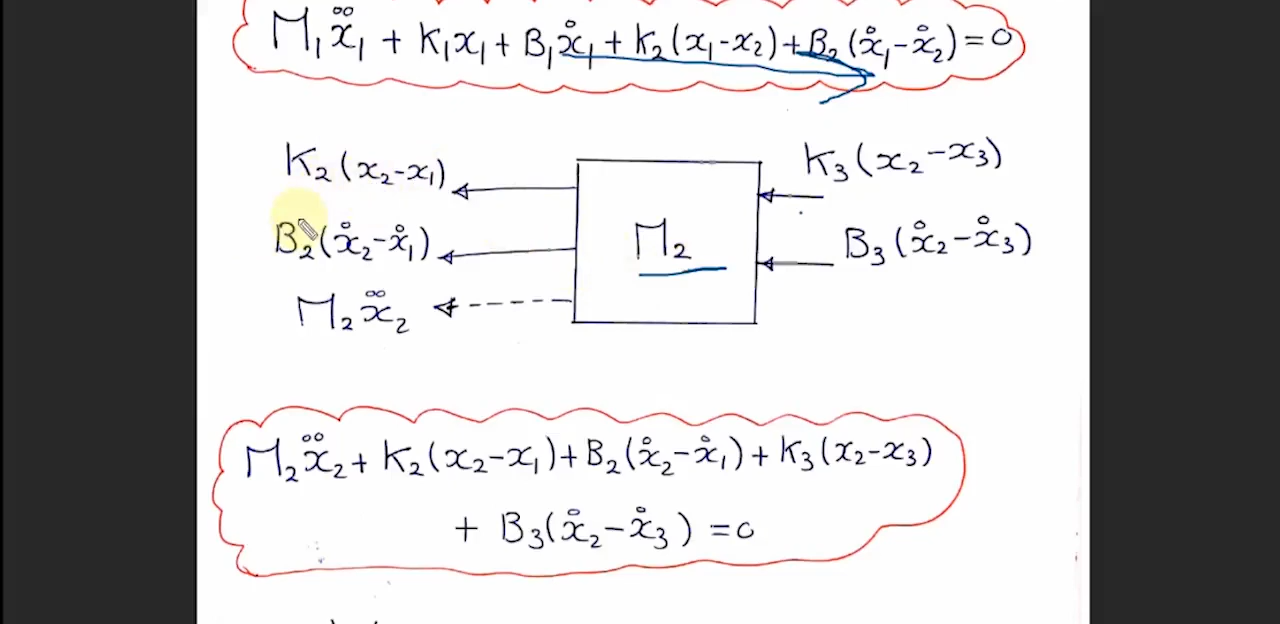 M₁ẍ₁ + K₁x₁ + B₁ẋ₁ + K₂(x₁-x₂) + B₂(ẋ₁-ẋ₂) = 0
K₂(x₂-x₁)
K₃(x₂-x₃)
B₂(ẋ₂-ẋ₁)
M₂
B₃(ẋ₂-ẋ₃)
M₂ẍ₂
M₂ẍ₂ + K₂(x₂-x₁) + B₂(ẋ₂-ẋ₁) + K₃(x₂-x₃)
+ B₃(ẋ₂-ẋ₃) = 0